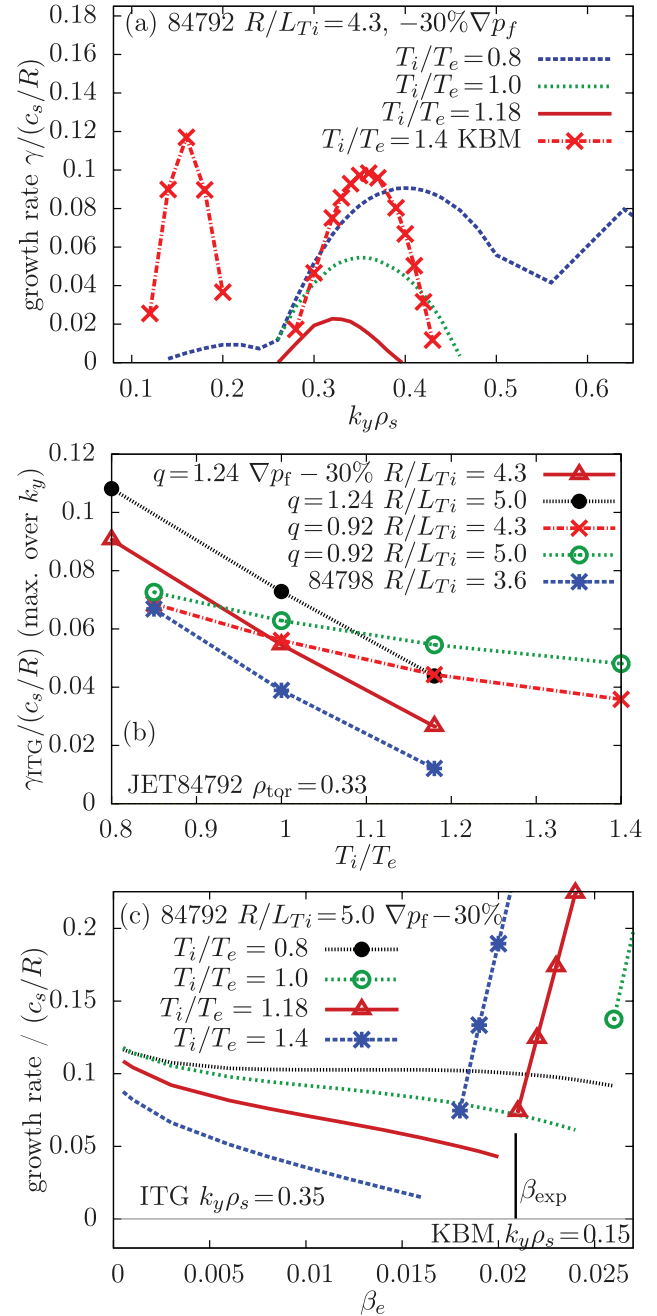 (a) 84792 R/L_Ti=4.3, −30%∇p_f
T_i/T_e=0.8
T_i/T_e=1.0
T_i/T_e=1.18
T_i/T_e=1.4 KBM
growth rate γ/(c_s/R)
0.18
0.16
0.14
0.12
0.1
0.08
0.06
0.04
0.02
0
0.1 0.2 0.3 0.4 0.5 0.6
k_yρ_s
q=1.24 ∇p_f − 30% R/L_Ti = 4.3
q=1.24 R/L_Ti = 5.0
q=0.92 R/L_Ti = 4.3
q=0.92 R/L_Ti = 5.0
84798 R/L_Ti = 3.6
γ_ITG/(c_s/R) (max. over k_y)
0.12
0.1
0.08
0.06
0.04
0.02
0
(b)
JET84792 ρ_tor=0.33
0.8 0.9 1 1.1 1.2 1.3 1.4
T_i/T_e
(c) 84792 R/L_Ti=5.0 ∇p_f−30%
T_i/T_e = 0.8
T_i/T_e = 1.0
T_i/T_e = 1.18
T_i/T_e = 1.4
growth rate / (c_s/R)
0.2
0.15
0.1
0.05
0
ITG k_yρ_s=0.35
β_exp
KBM k_yρ_s=0.15
0 0.005 0.01 0.015 0.02 0.025
β_e